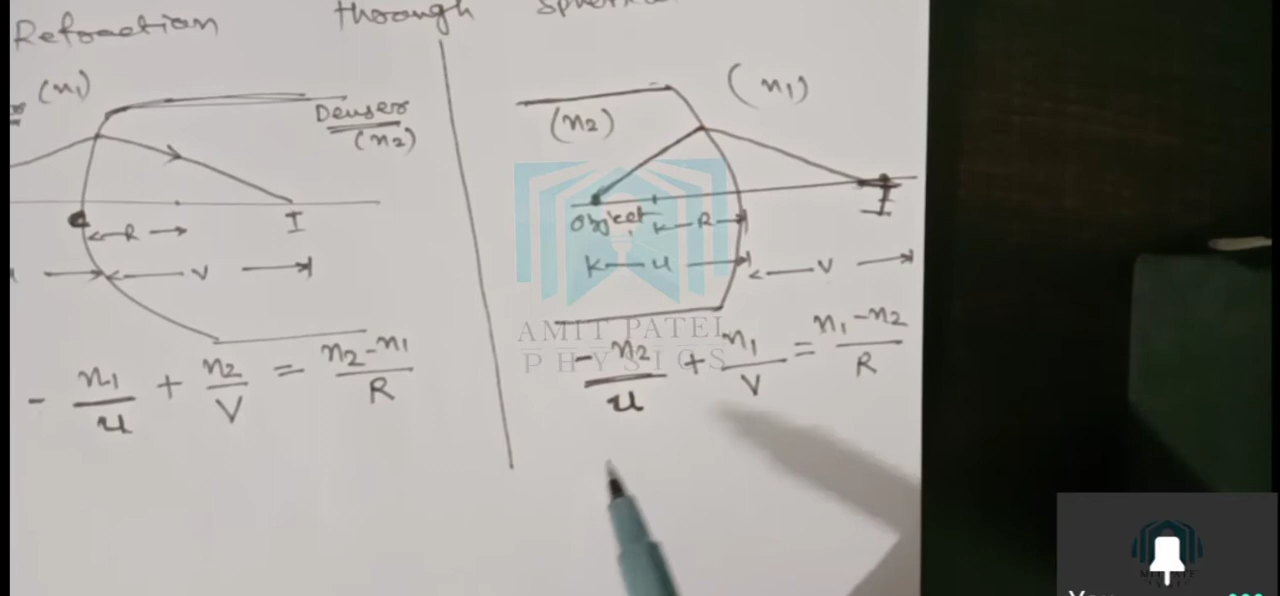 Refraction through
(n1) (n1)
Denser (n2)
(n2)
Object R
R I I
V u V
AMIT PATEL
PHYSICS
- n1/u + n2/V = n2-n1/R
- n2/u + n1/V = n1-n2/R